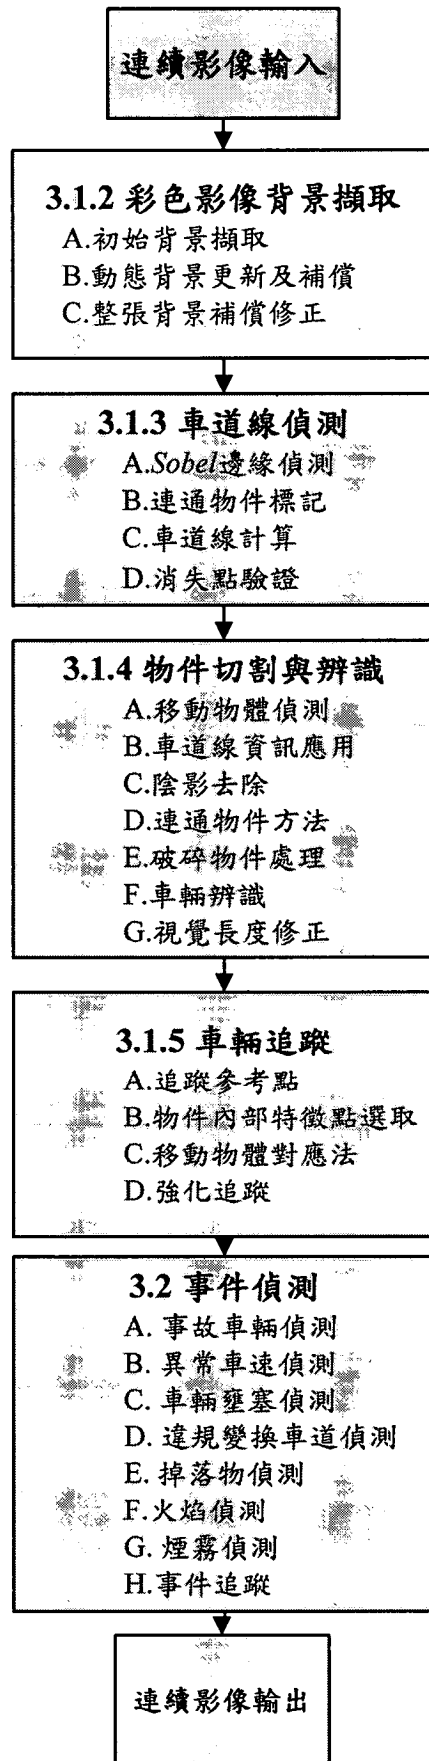 連續影像輸入
3.1.2 彩色影像背景擷取
A.初始背景擷取
B.動態背景更新及補償
C.整張背景補償修正
3.1.3 車道線偵測
A.Sobel邊緣偵測
B.連通物件標記
C.車道線計算
D.消失點驗證
3.1.4 物件切割與辨識
A.移動物體偵測
B.車道線資訊應用
C.陰影去除
D.連通物件方法
E.破碎物件處理
F.車輛辨識
G.視覺長度修正
3.1.5 車輛追蹤
A.追蹤參考點
B.物件內部特徵點選取
C.移動物體對應法
D.強化追蹤
3.2 事件偵測
A. 事故車輛偵測
B. 異常車速偵測
C. 車輛壅塞偵測
D. 違規變換車道偵測
E. 掉落物偵測
F.火焰偵測
G. 煙霧偵測
H.事件追蹤
連續影像輸出